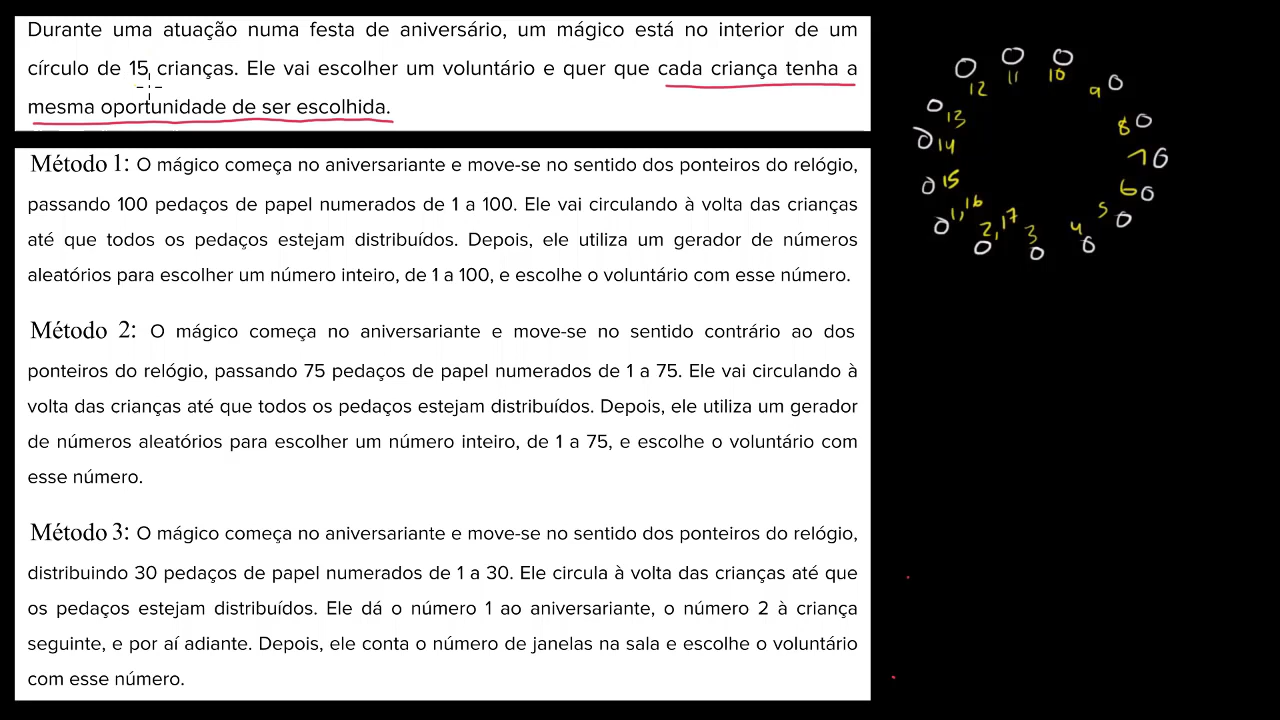 Durante uma atuação numa festa de aniversário, um mágico está no interior de um
círculo de 15 crianças. Ele vai escolher um voluntário e quer que cada criança tenha a
mesma oportunidade de ser escolhida.
Método 1: O mágico começa no aniversariante e move-se no sentido dos ponteiros do relógio,
passando 100 pedaços de papel numerados de 1 a 100. Ele vai circulando à volta das crianças
até que todos os pedaços estejam distribuídos. Depois, ele utiliza um gerador de números
aleatórios para escolher um número inteiro, de 1 a 100, e escolhe o voluntário com esse número.
Método 2: O mágico começa no aniversariante e move-se no sentido contrário ao dos
ponteiros do relógio, passando 75 pedaços de papel numerados de 1 a 75. Ele vai circulando à
volta das crianças até que todos os pedaços estejam distribuídos. Depois, ele utiliza um gerador
de números aleatórios para escolher um número inteiro, de 1 a 75, e escolhe o voluntário com
esse número.
Método 3: O mágico começa no aniversariante e move-se no sentido dos ponteiros do relógio,
distribuindo 30 pedaços de papel numerados de 1 a 30. Ele circula à volta das crianças até que
os pedaços estejam distribuídos. Ele dá o número 1 ao aniversariante, o número 2 à criança
seguinte, e por aí adiante. Depois, ele conta o número de janelas na sala e escolhe o voluntário
com esse número.
1, 16
2, 17
3
4
5
6
7
8
9
10
11
12
13
14
15